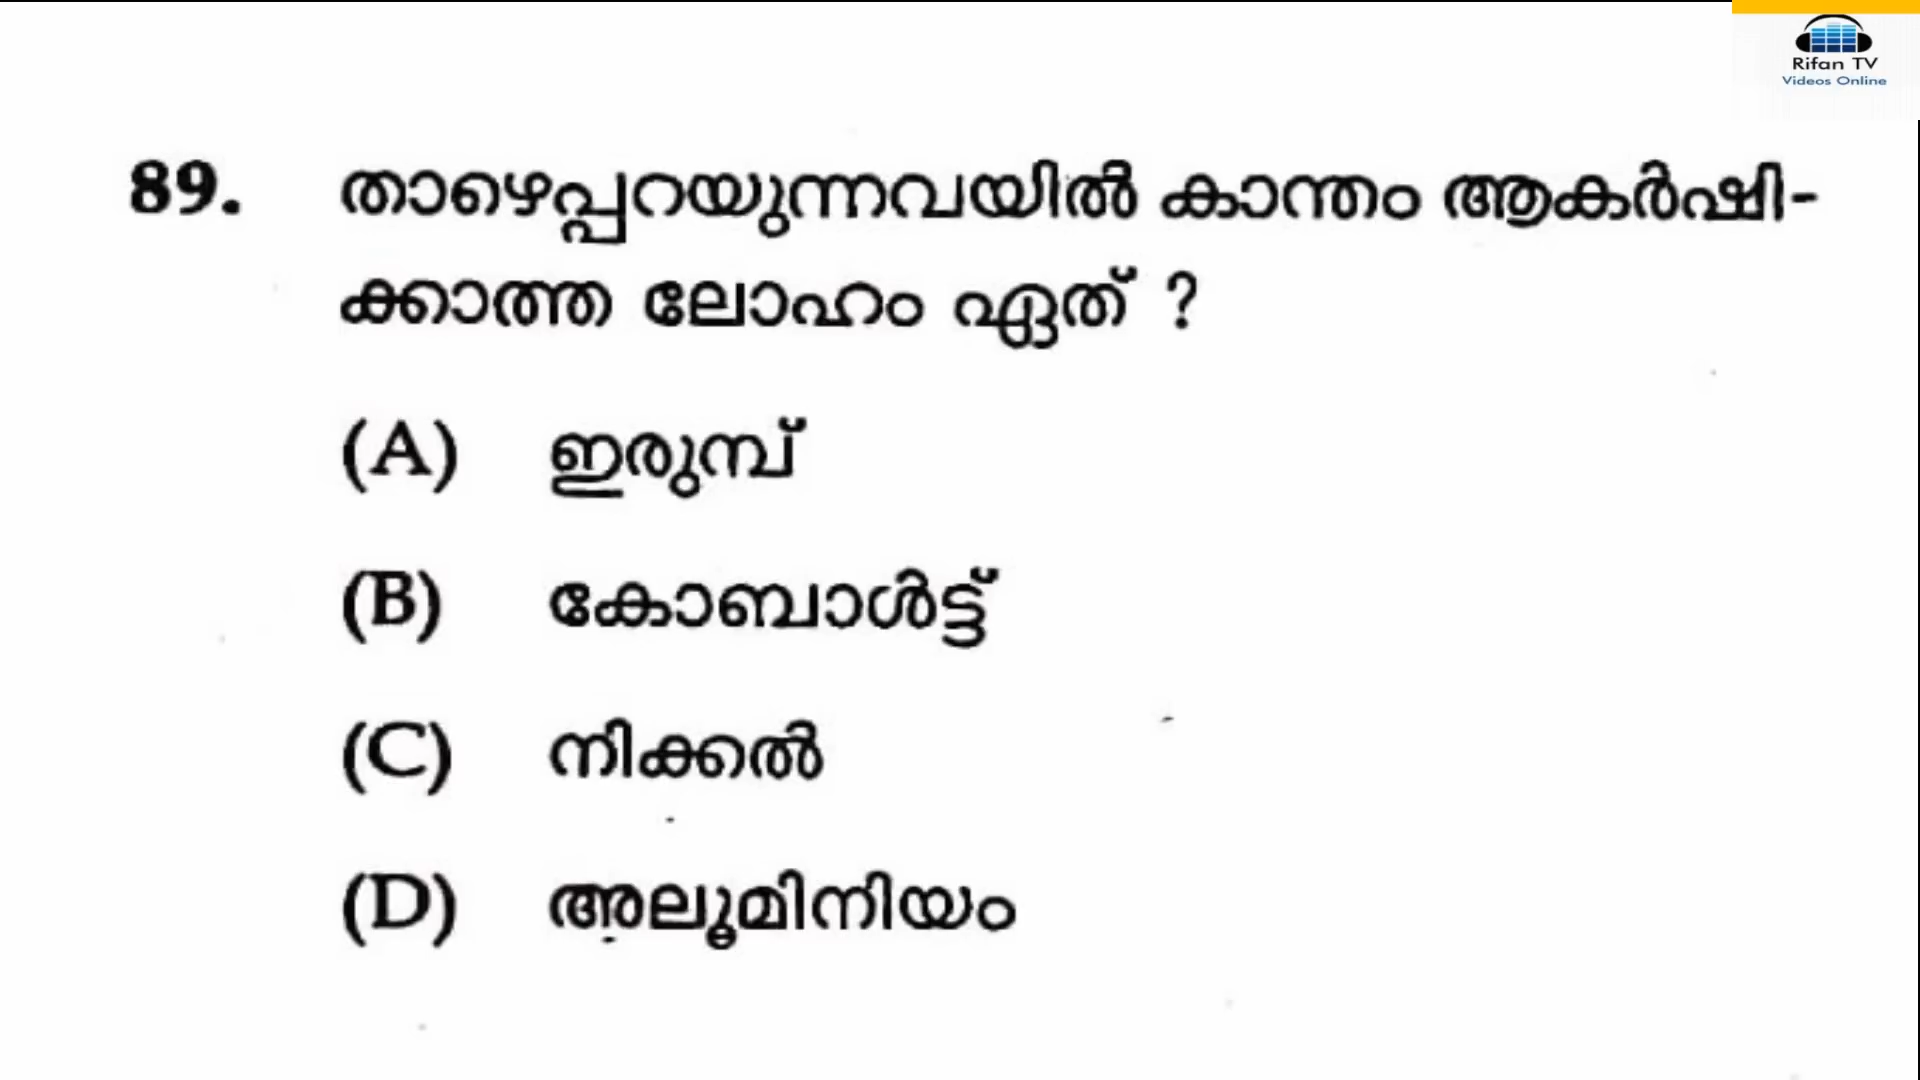 Rifan TV
Videos Online
89. താഴെപ്പറയുന്നവയിൽ കാന്തം ആകർഷി-
ക്കാത്ത ലോഹം ഏത് ?
(A) ഇരുമ്പ്
(B) കോബാൾട്ട്
(C) നിക്കൽ
(D) അലൂമിനിയം